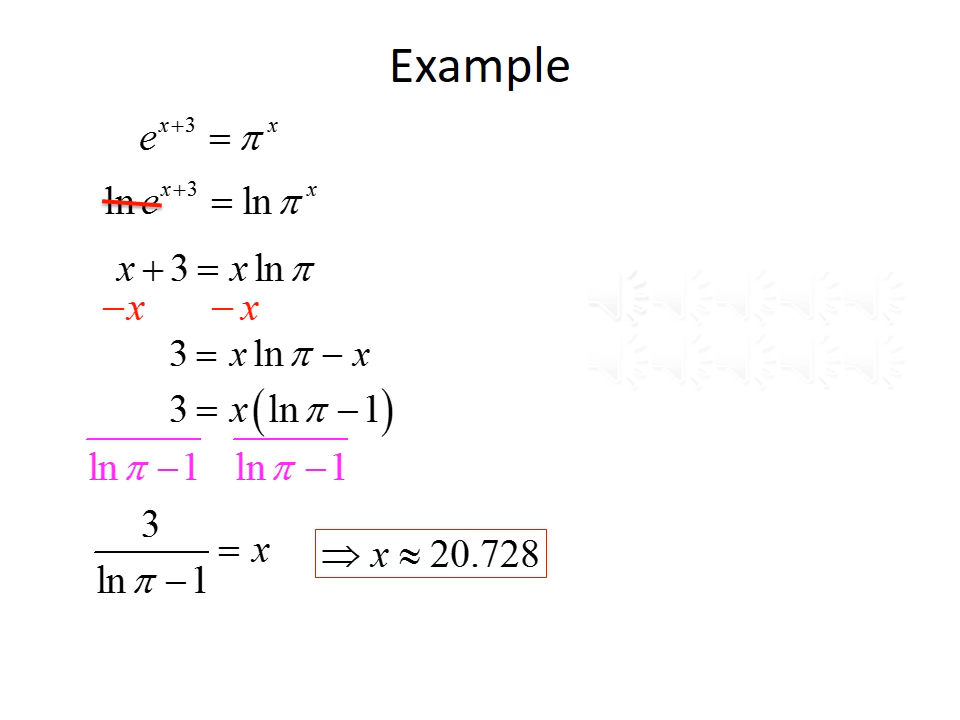 Example
e^{x+3} = π^x
ln e^{x+3} = ln π^x
x + 3 = x ln π
−x − x
3 = x ln π − x
3 = x(ln π − 1)
ln π − 1 ln π − 1
3/(ln π − 1) = x ⇒ x ≈ 20.728